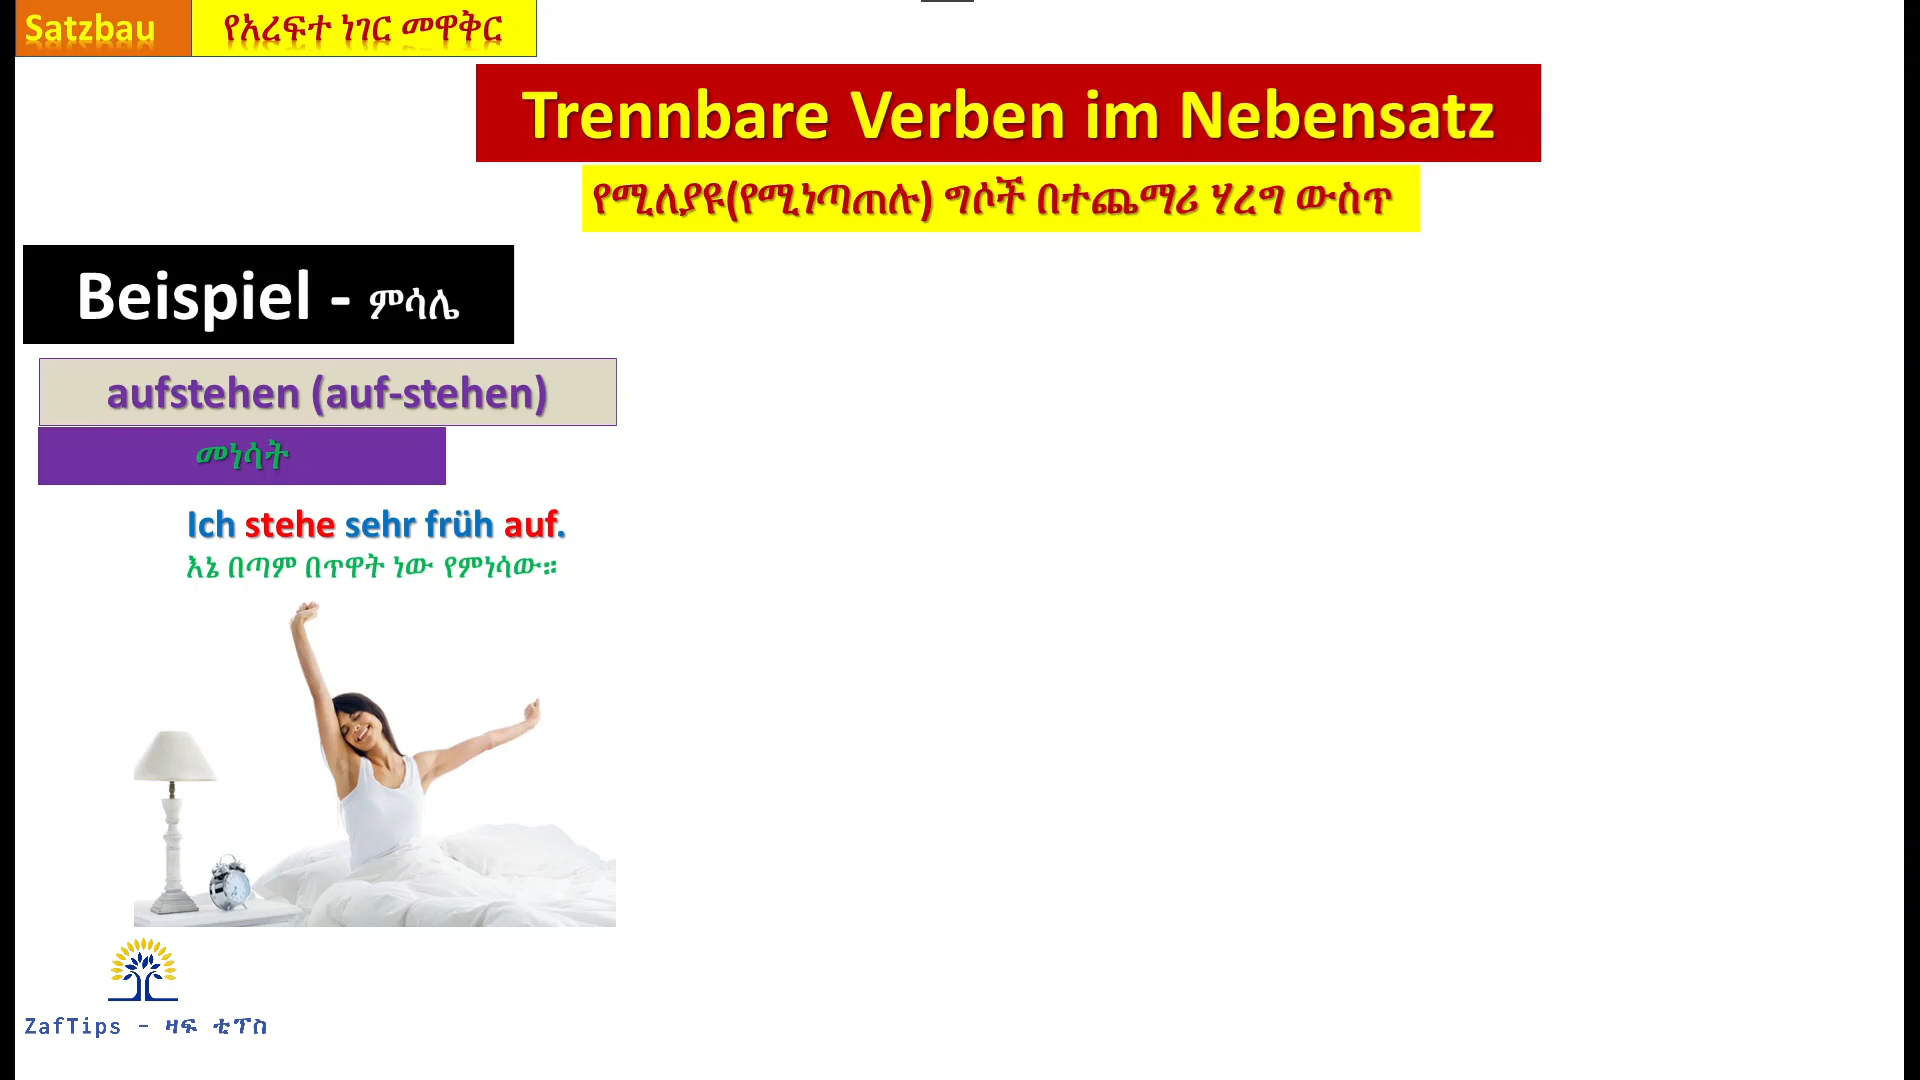 Satzbau የአረፍተ ነገር መዋቅር
Trennbare Verben im Nebensatz
የሚለያዩ(የሚነጣጠሉ) ግሶች በተጨማሪ ሃረግ ውስጥ
Beispiel - ምሳሌ
aufstehen (auf-stehen)
መነሳት
Ich stehe sehr früh auf.
እኔ በጣም በጥዋት ነው የምነሳው።
ZafTips - ዛፍ ቲፕስ